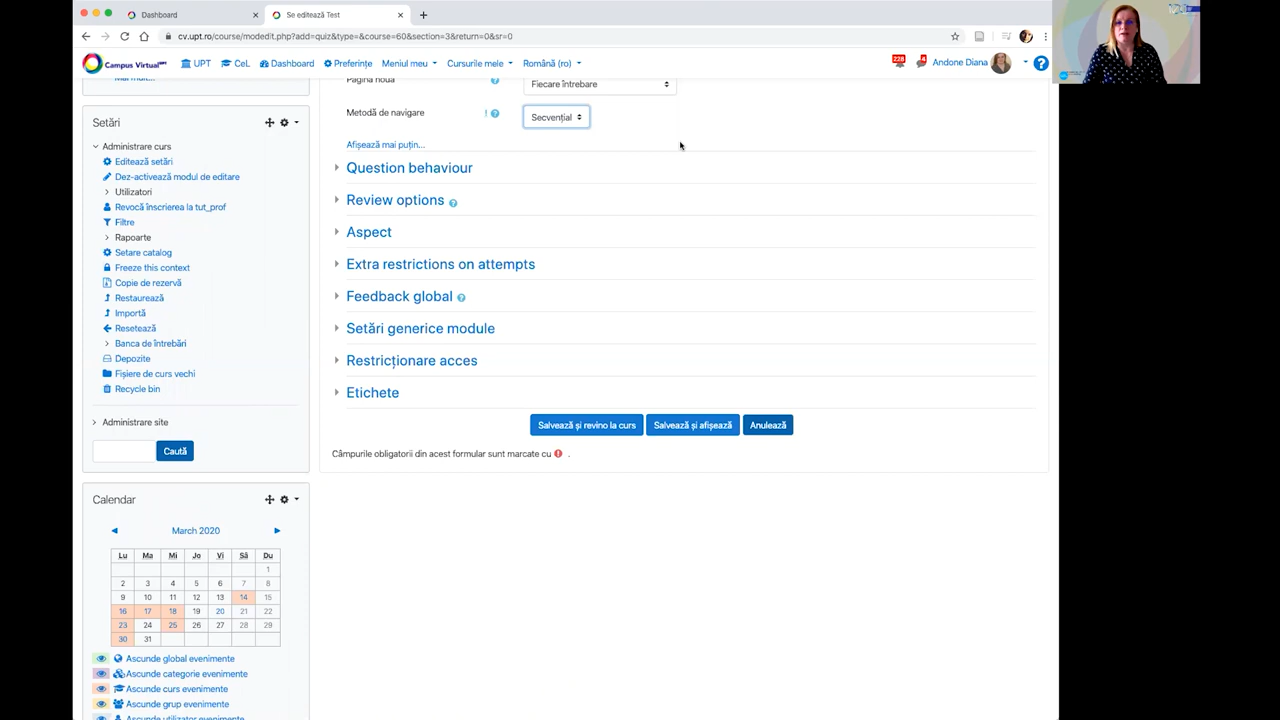 Dashboard
Se editează Test
cv.upt.ro/course/modedit.php?add=quiz&type=&course=60&section=3&return=0&sr=0
Campus Virtual UPT
UPT
CeL
Dashboard
Preferințe
Meniul meu
Cursurile mele
Română (ro)
228
Andone Diana
Setări
Administrare curs
Editează setări
Dez-activează modul de editare
Utilizatori
Revocă înscrierea la tut_prof
Filtre
Rapoarte
Setare catalog
Freeze this context
Copie de rezervă
Restaurează
Importă
Resetează
Banca de întrebări
Depozite
Fișiere de curs vechi
Recycle bin
Administrare site
Caută
Calendar
March 2020
Lu Ma Mi Jo Vi Sâ Du
1
2 3 4 5 6 7 8
9 10 11 12 13 14 15
16 17 18 19 20 21 22
23 24 25 26 27 28 29
30 31
Ascunde global evenimente
Ascunde categorie evenimente
Ascunde curs evenimente
Ascunde grup evenimente
Ascunde utilizator evenimente
Pagina nouă
Fiecare întrebare
Metodă de navigare
Secvențial
Afișează mai puțin...
Question behaviour
Review options
Aspect
Extra restrictions on attempts
Feedback global
Setări generice module
Restricționare acces
Etichete
Salvează și revino la curs
Salvează și afișează
Anulează
Câmpurile obligatorii din acest formular sunt marcate cu .